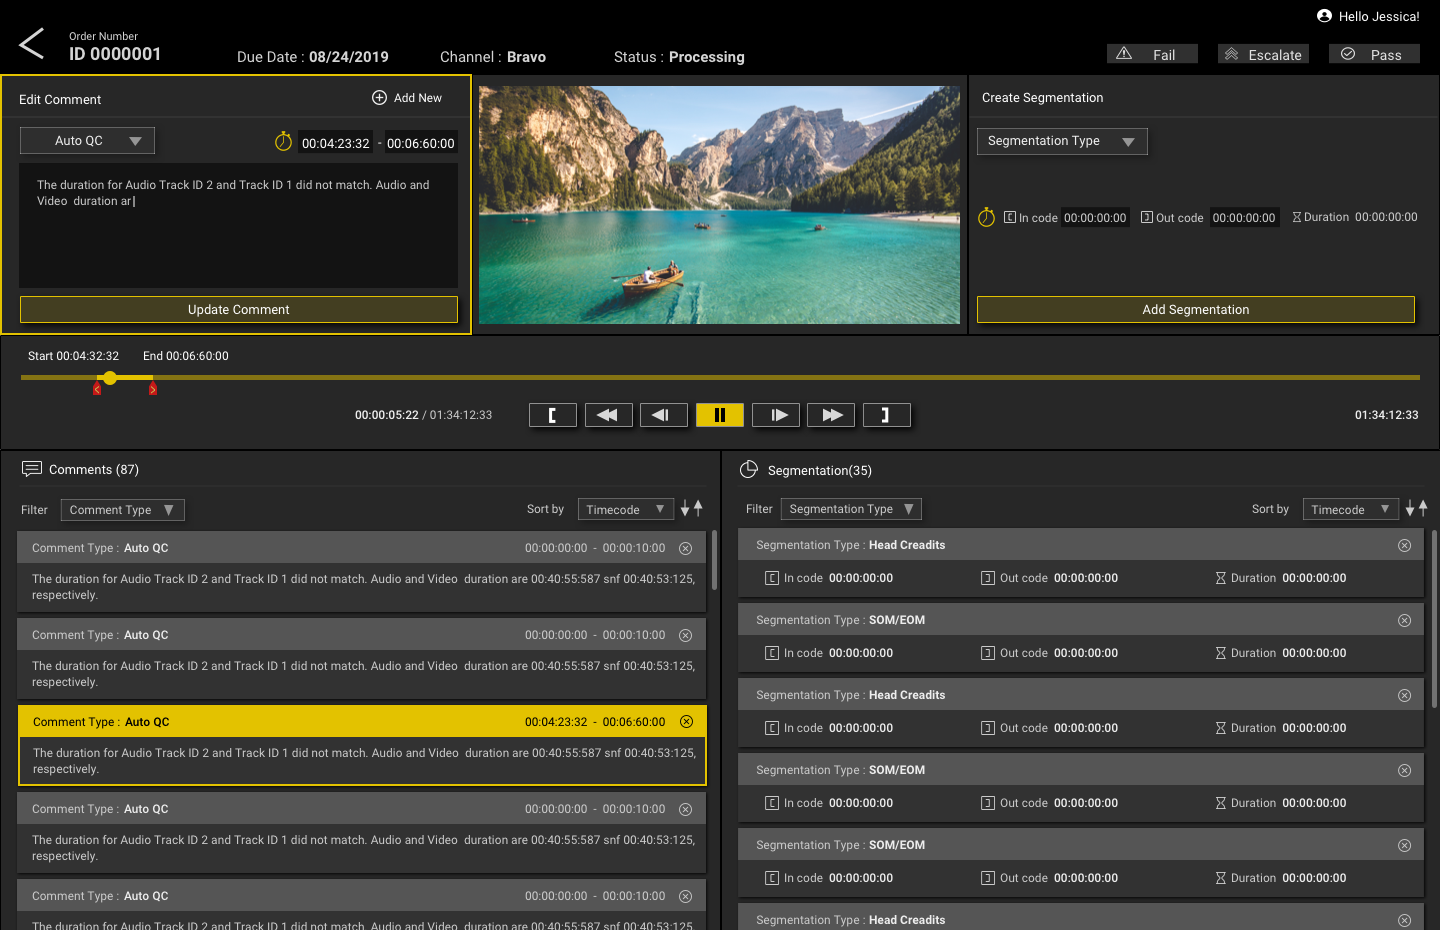 Hello Jessica!
Order Number
ID 0000001
Due Date : 08/24/2019
Channel : Bravo
Status : Processing
Fail
Escalate
Pass
Edit Comment
Add New
Auto QC
00:04:23:32 - 00:06:60:00
The duration for Audio Track ID 2 and Track ID 1 did not match. Audio and
Video duration ar
Update Comment
Create Segmentation
Segmentation Type
In code 00:00:00:00
Out code 00:00:00:00
Duration 00:00:00:00
Add Segmentation
Start 00:04:32:32
End 00:06:60:00
00:00:05:22 / 01:34:12:33
01:34:12:33
Comments (87)
Filter
Comment Type
Sort by
Timecode
Comment Type : Auto QC 00:00:00:00 - 00:00:10:00
The duration for Audio Track ID 2 and Track ID 1 did not match. Audio and Video duration are 00:40:55:587 snf 00:40:53:125,
respectively.
Comment Type : Auto QC 00:00:00:00 - 00:00:10:00
The duration for Audio Track ID 2 and Track ID 1 did not match. Audio and Video duration are 00:40:55:587 snf 00:40:53:125,
respectively.
Comment Type : Auto QC 00:04:23:32 - 00:06:60:00
The duration for Audio Track ID 2 and Track ID 1 did not match. Audio and Video duration are 00:40:55:587 snf 00:40:53:125,
respectively.
Comment Type : Auto QC 00:00:00:00 - 00:00:10:00
The duration for Audio Track ID 2 and Track ID 1 did not match. Audio and Video duration are 00:40:55:587 snf 00:40:53:125,
respectively.
Comment Type : Auto QC 00:00:00:00 - 00:00:10:00
The duration for Audio Track ID 2 and Track ID 1 did not match. Audio and Video duration are 00:40:55:587 snf 00:40:53:125,
Segmentation(35)
Filter
Segmentation Type
Sort by
Timecode
Segmentation Type : Head Creadits
In code 00:00:00:00 Out code 00:00:00:00 Duration 00:00:00:00
Segmentation Type : SOM/EOM
In code 00:00:00:00 Out code 00:00:00:00 Duration 00:00:00:00
Segmentation Type : Head Creadits
In code 00:00:00:00 Out code 00:00:00:00 Duration 00:00:00:00
Segmentation Type : SOM/EOM
In code 00:00:00:00 Out code 00:00:00:00 Duration 00:00:00:00
Segmentation Type : SOM/EOM
In code 00:00:00:00 Out code 00:00:00:00 Duration 00:00:00:00
Segmentation Type : Head Creadits